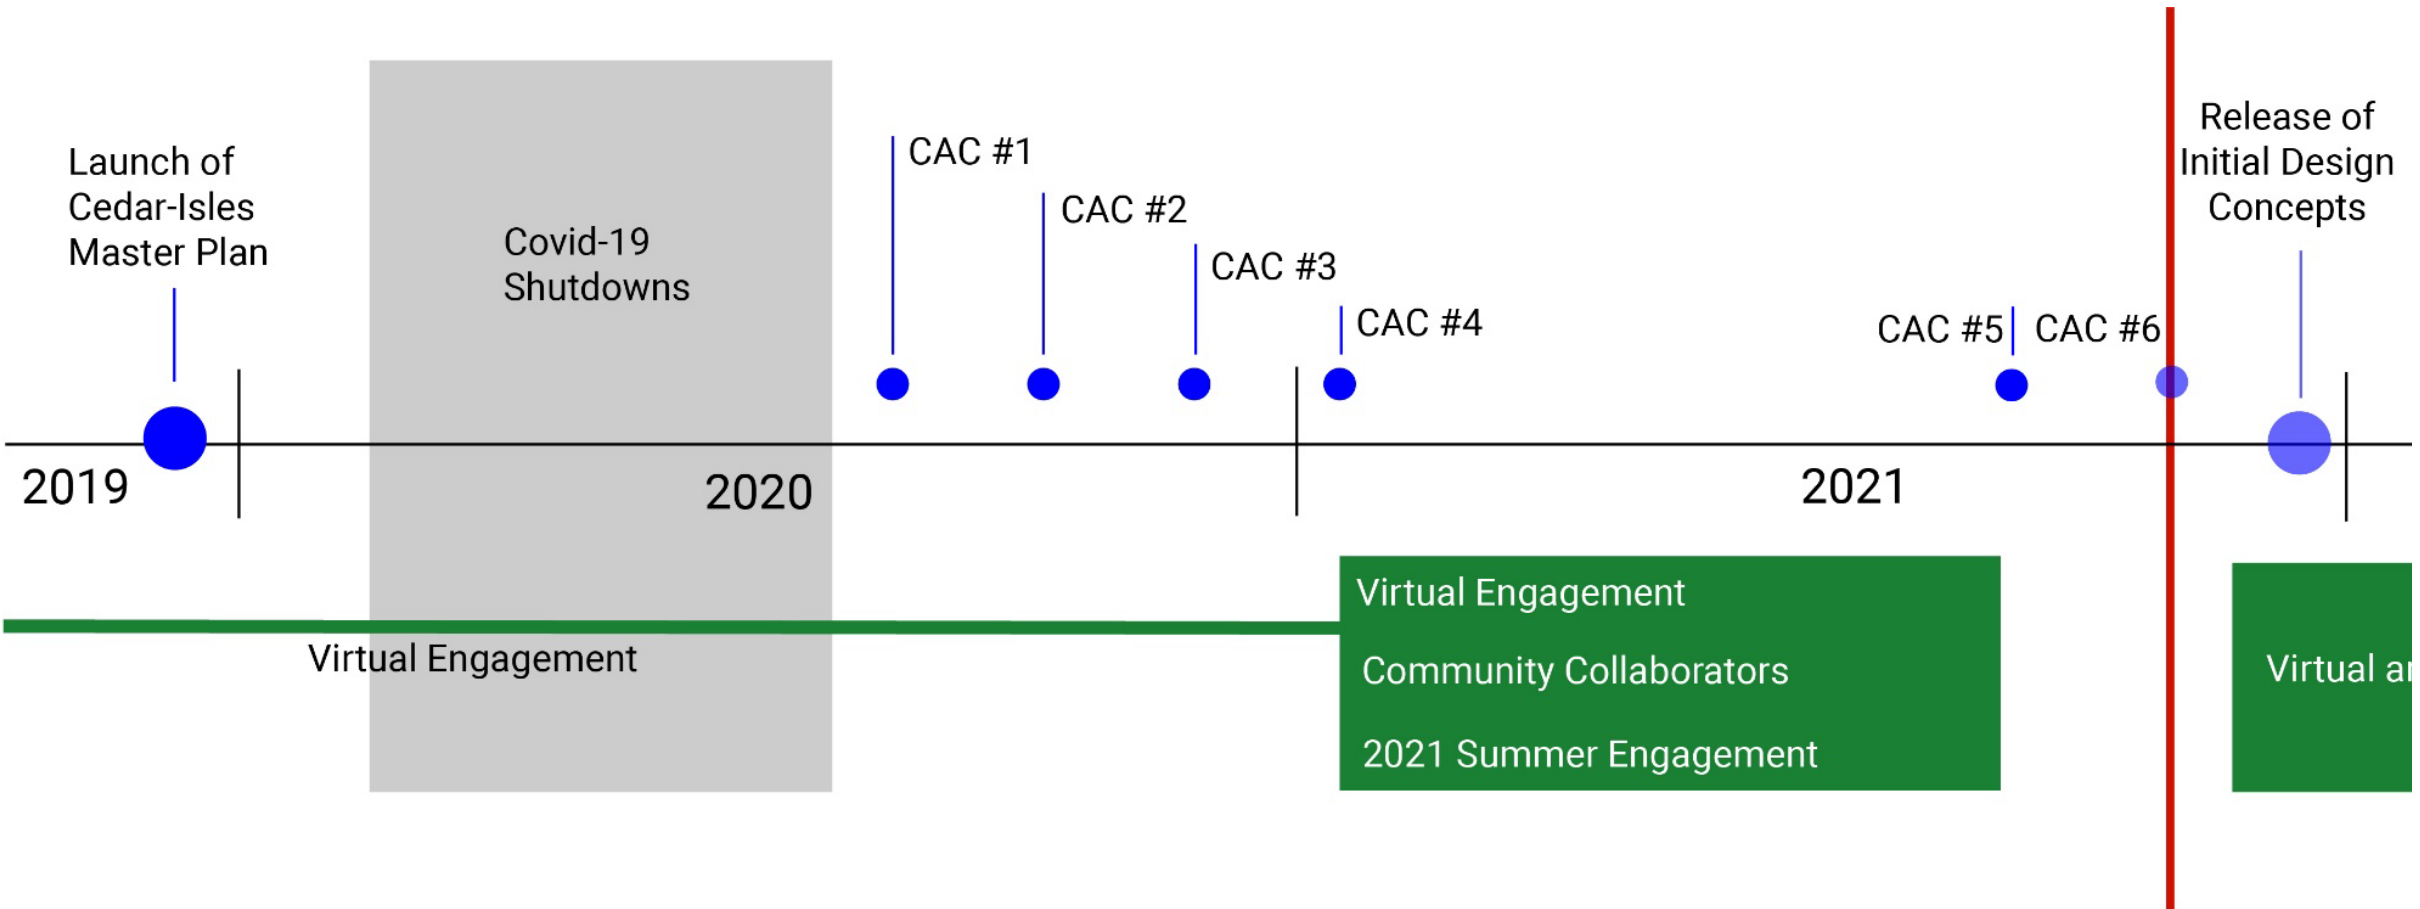 Launch of
Cedar-Isles
Master Plan
Covid-19
Shutdowns
CAC #1
CAC #2
CAC #3
CAC #4
CAC #5
CAC #6
Release of
Initial Design
Concepts
2019
2020
2021
Virtual Engagement
Virtual Engagement
Community Collaborators
2021 Summer Engagement
Virtual